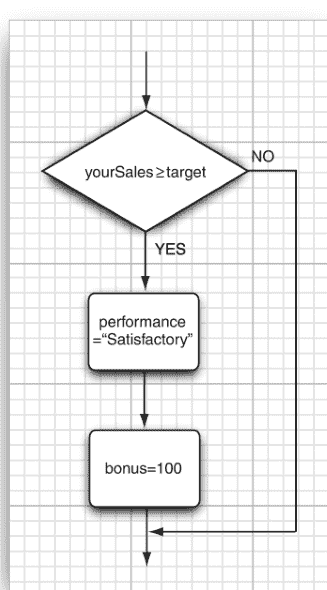 yourSales≥target
NO
YES
performance
=“Satisfactory”
bonus=100